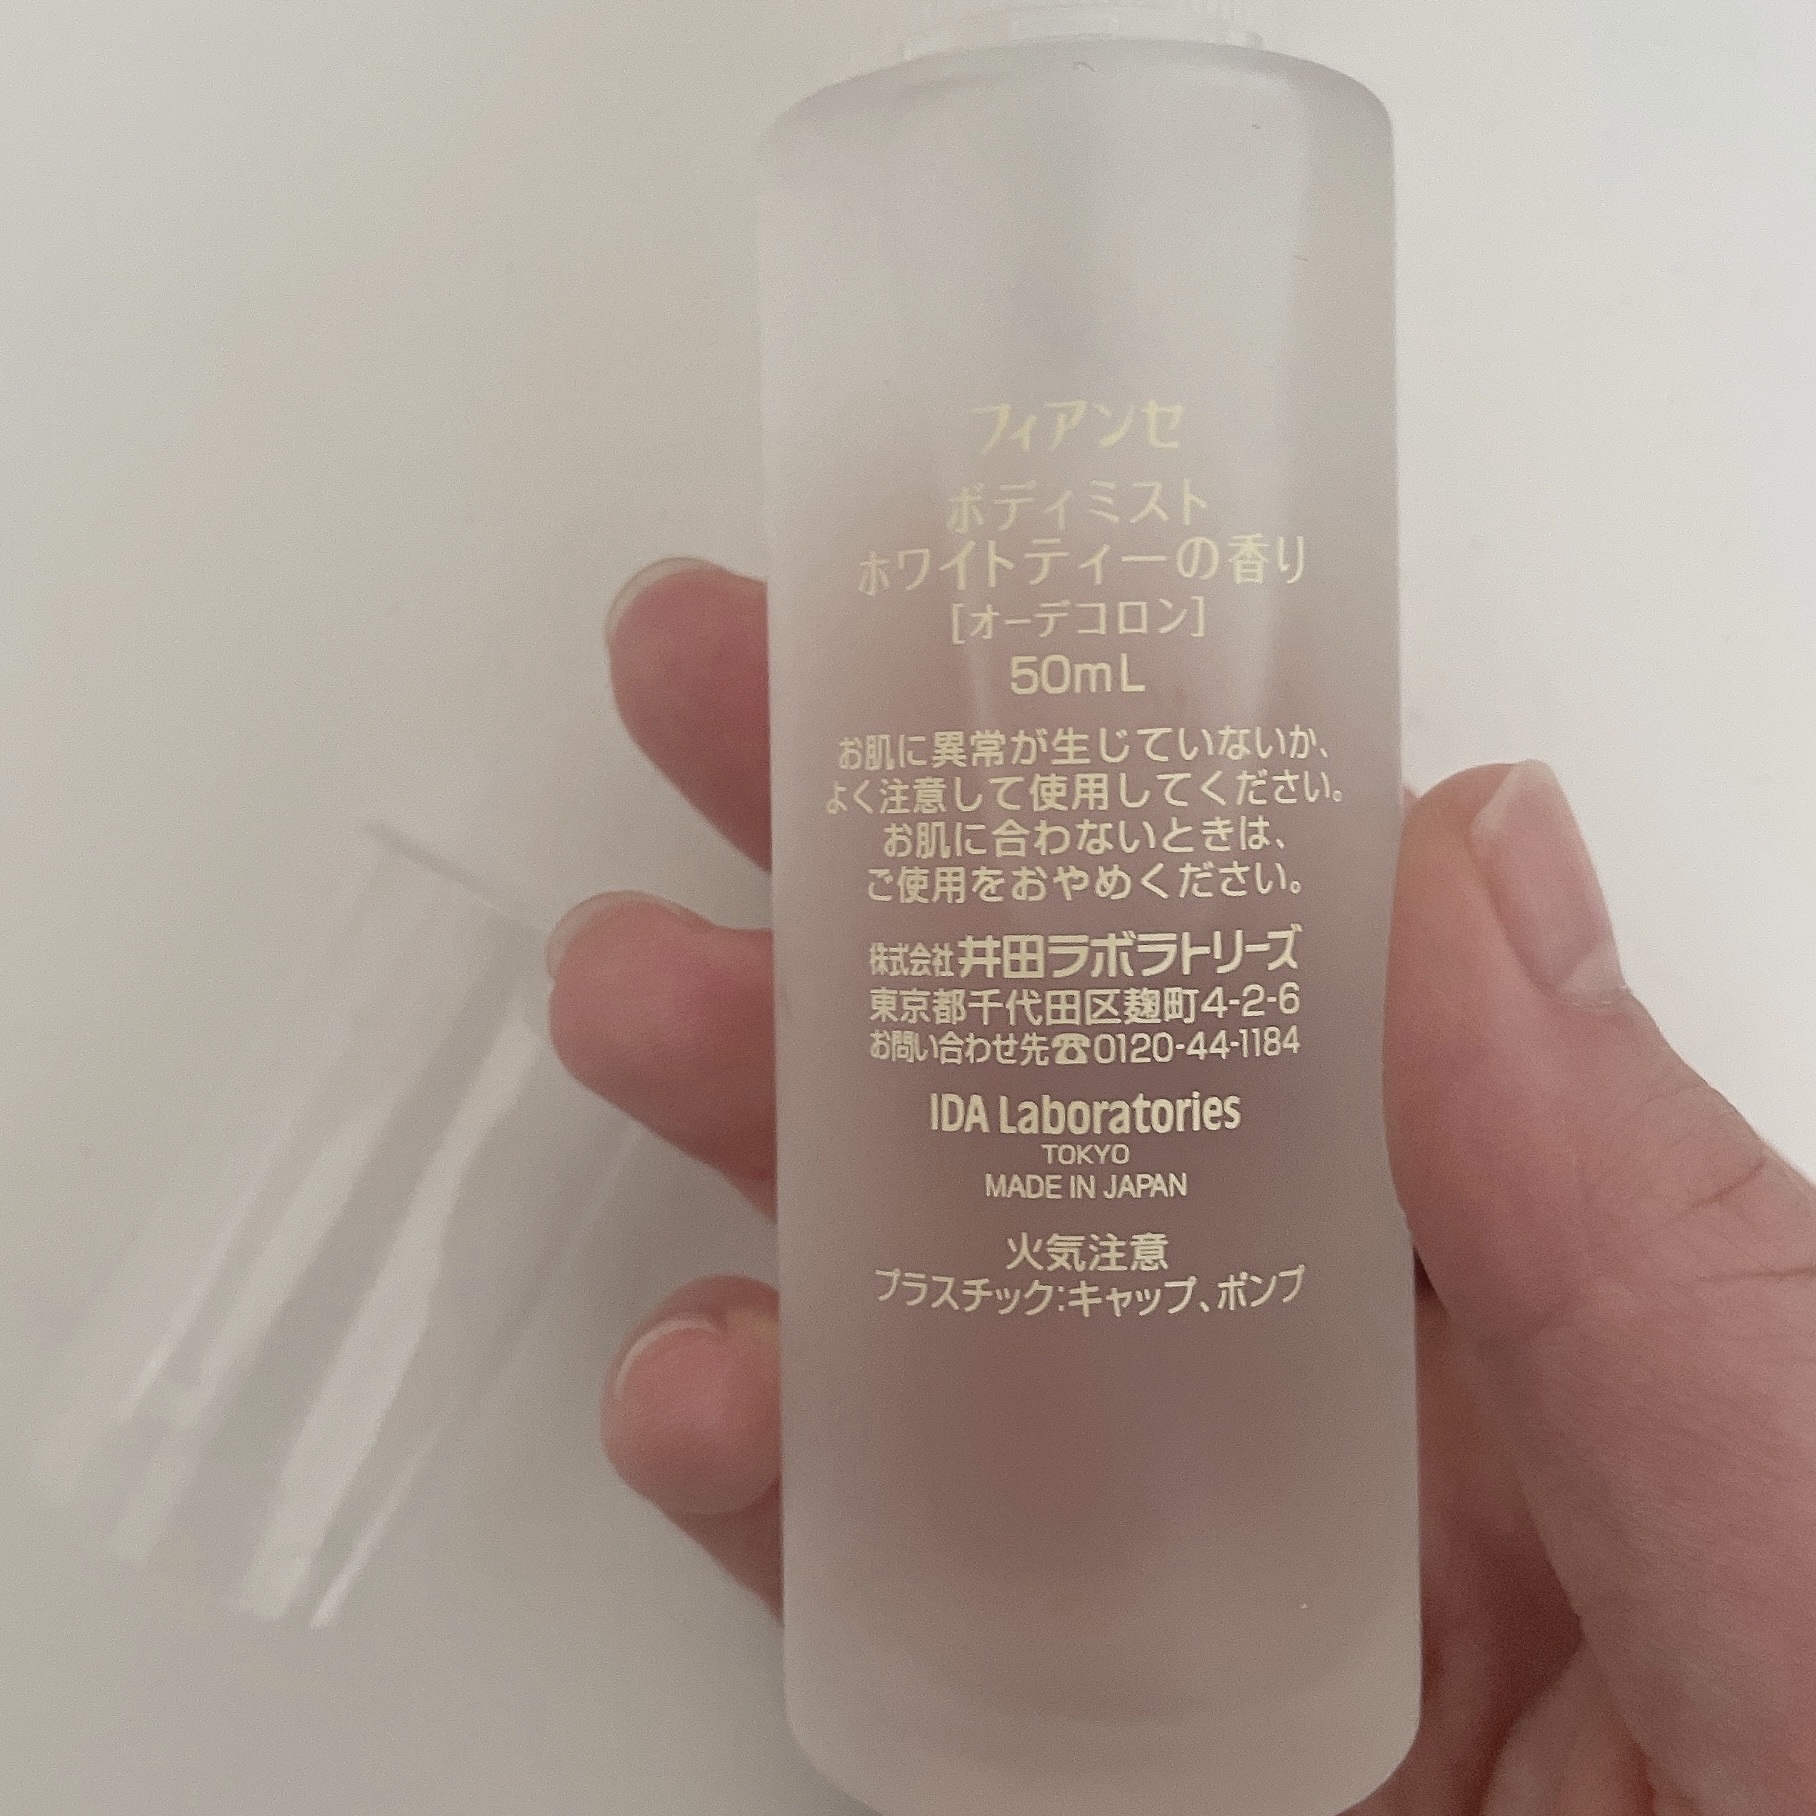 フィアンセ
ボディミスト
ホワイトティーの香り
[オーデコロン]
50mL
お肌に異常が生じていないか、
よく注意して使用してください。
お肌に合わないときは、
ご使用をおやめください。
株式会社井田ラボラトリーズ
東京都千代田区麹町4-2-6
お問い合わせ先☎0120-44-1184
IDA Laboratories
TOKYO
MADE IN JAPAN
火気注意
プラスチック:キャップ、ポンプ